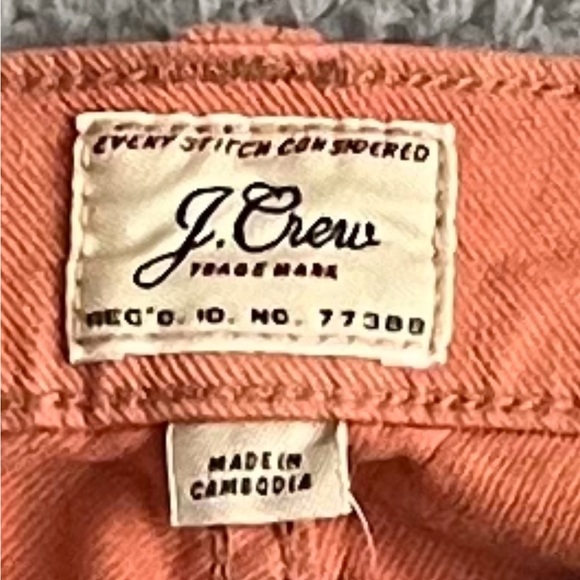 EVERY STITCH CONSIDERED
J.Crew
TRADE MARK
REG'D. ID. NO. 77388
MADE IN
CAMBODIA